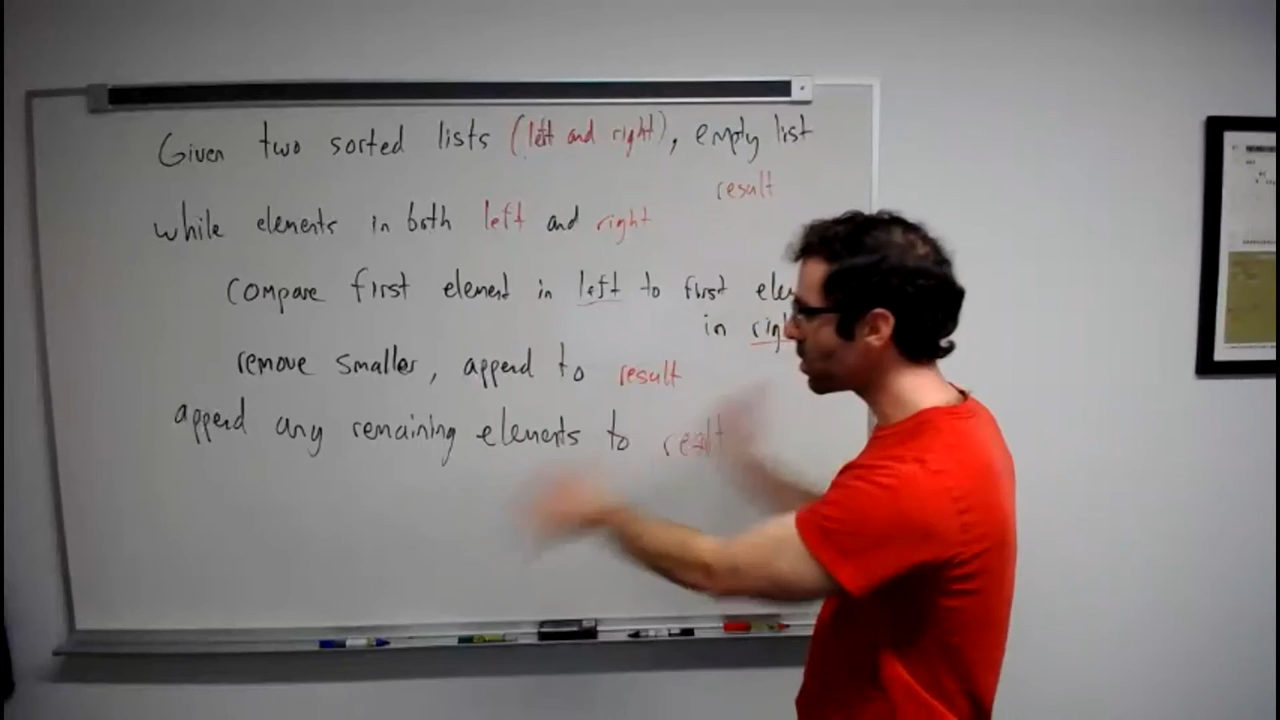 Given two sorted lists (left and right), empty list
result
while elements in both left and right
compare first element in left to first
in
remove smaller, append to result
append any remaining elements to result